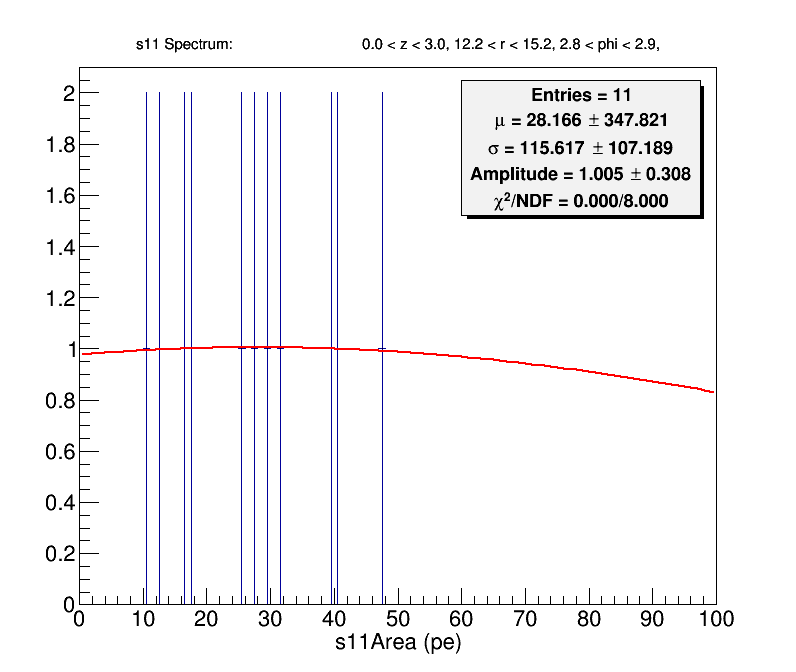 s11 Spectrum: 0.0 < z < 3.0, 12.2 < r < 15.2, 2.8 < phi < 2.9,
Entries = 11
μ = 28.166 ± 347.821
σ = 115.617 ± 107.189
Amplitude = 1.005 ± 0.308
χ²/NDF = 0.000/8.000
2
1.8
1.6
1.4
1.2
1
0.8
0.6
0.4
0.2
0
0 10 20 30 40 50 60 70 80 90 100
s11Area (pe)